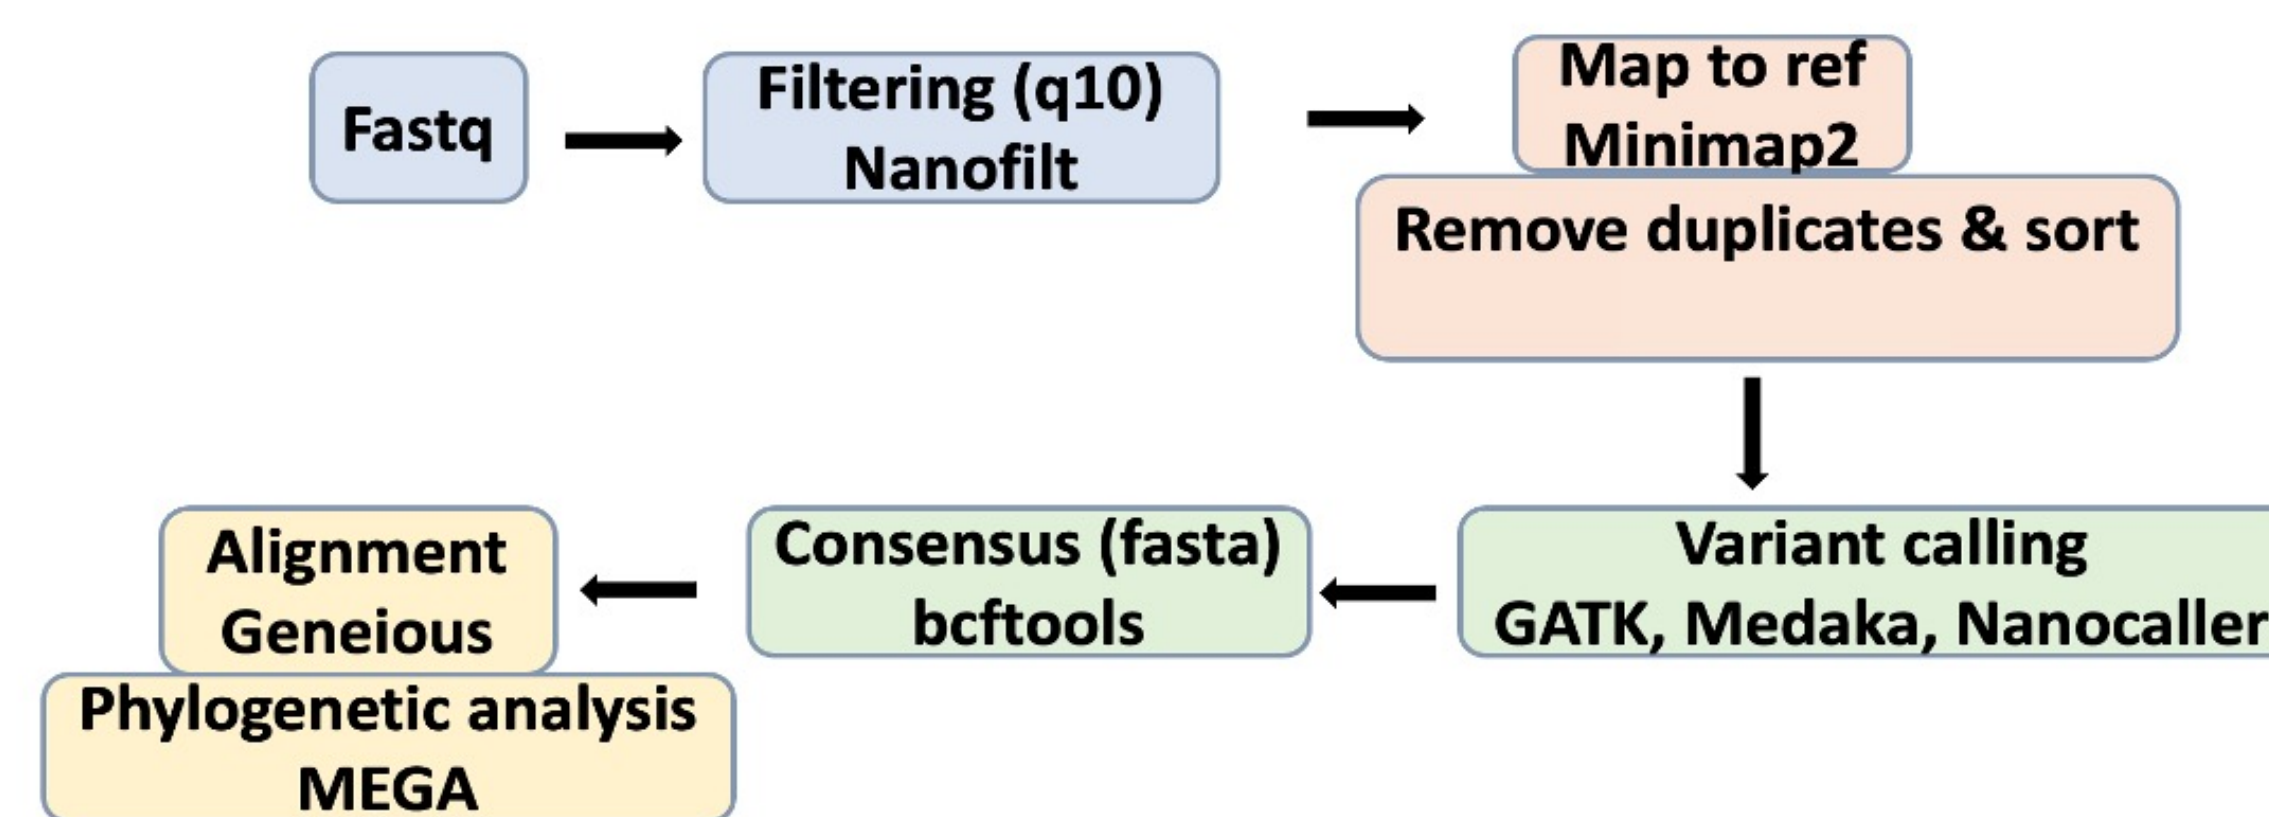 Fastq
Filtering (q10)
Nanofilt
Map to ref
Minimap2
Remove duplicates & sort
Variant calling
GATK, Medaka, Nanocaller
Consensus (fasta)
bcftools
Alignment
Geneious
Phylogenetic analysis
MEGA